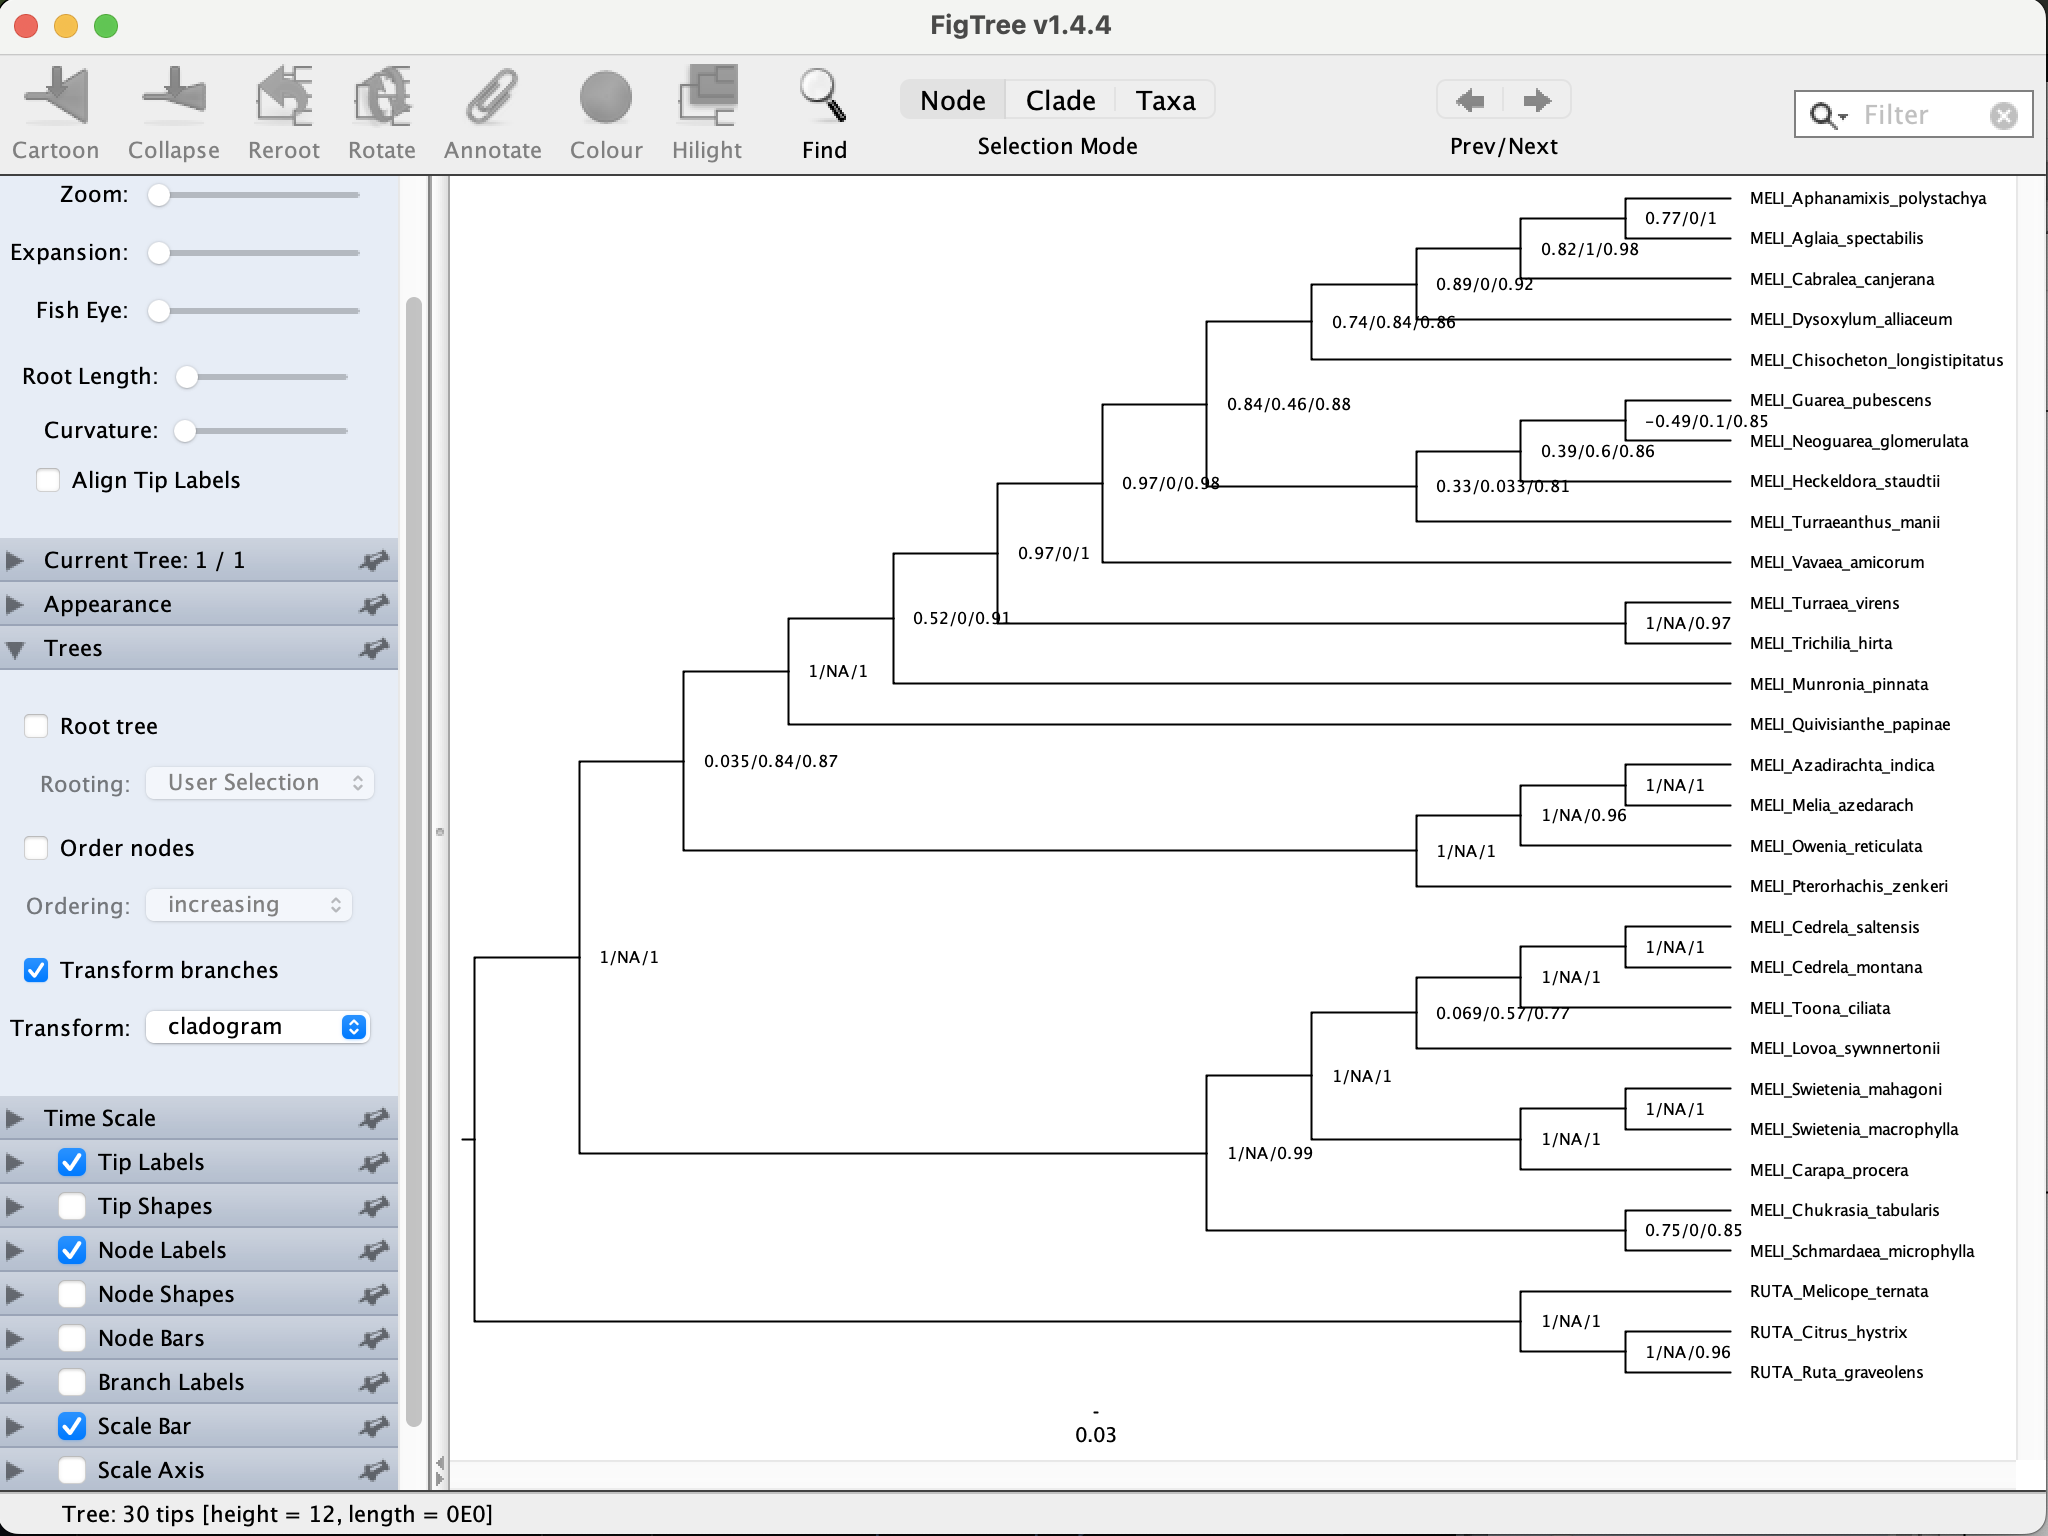 FigTree v1.4.4
Cartoon Collapse Reroot Rotate Annotate Colour Hilight Find
Node Clade Taxa
Selection Mode
Prev/Next
Filter
Zoom:
Expansion:
Fish Eye:
Root Length:
Curvature:
Align Tip Labels
Current Tree: 1 / 1
Appearance
Trees
Root tree
Rooting: User Selection
Order nodes
Ordering: increasing
Transform branches
Transform: cladogram
Time Scale
Tip Labels
Tip Shapes
Node Labels
Node Shapes
Node Bars
Branch Labels
Scale Bar
Scale Axis
MELI_Aphanamixis_polystachya
0.77/0/1
MELI_Aglaia_spectabilis
0.82/1/0.98
MELI_Cabralea_canjerana
0.89/0/0.92
MELI_Dysoxylum_alliaceum
0.74/0.84/0.86
MELI_Chisocheton_longistipitatus
0.84/0.46/0.88
MELI_Guarea_pubescens
-0.49/0.1/0.85
MELI_Neoguarea_glomerulata
0.39/0.6/0.86
MELI_Heckeldora_staudtii
0.97/0/0.98
0.33/0.033/0.81
MELI_Turraeanthus_manii
0.97/0/1
MELI_Vavaea_amicorum
MELI_Turraea_virens
0.52/0/0.91
1/NA/0.97
MELI_Trichilia_hirta
1/NA/1
MELI_Munronia_pinnata
MELI_Quivisianthe_papinae
0.035/0.84/0.87
MELI_Azadirachta_indica
1/NA/1
MELI_Melia_azedarach
1/NA/0.96
MELI_Owenia_reticulata
1/NA/1
MELI_Pterorhachis_zenkeri
MELI_Cedrela_saltensis
1/NA/1
1/NA/1
MELI_Cedrela_montana
1/NA/1
MELI_Toona_ciliata
0.069/0.57/0.77
MELI_Lovoa_sywnnertonii
1/NA/1
MELI_Swietenia_mahagoni
1/NA/1
MELI_Swietenia_macrophylla
1/NA/1
1/NA/0.99
MELI_Carapa_procera
MELI_Chukrasia_tabularis
0.75/0/0.85
MELI_Schmardaea_microphylla
RUTA_Melicope_ternata
1/NA/1
RUTA_Citrus_hystrix
1/NA/0.96
RUTA_Ruta_graveolens
0.03
Tree: 30 tips [height = 12, length = 0E0]